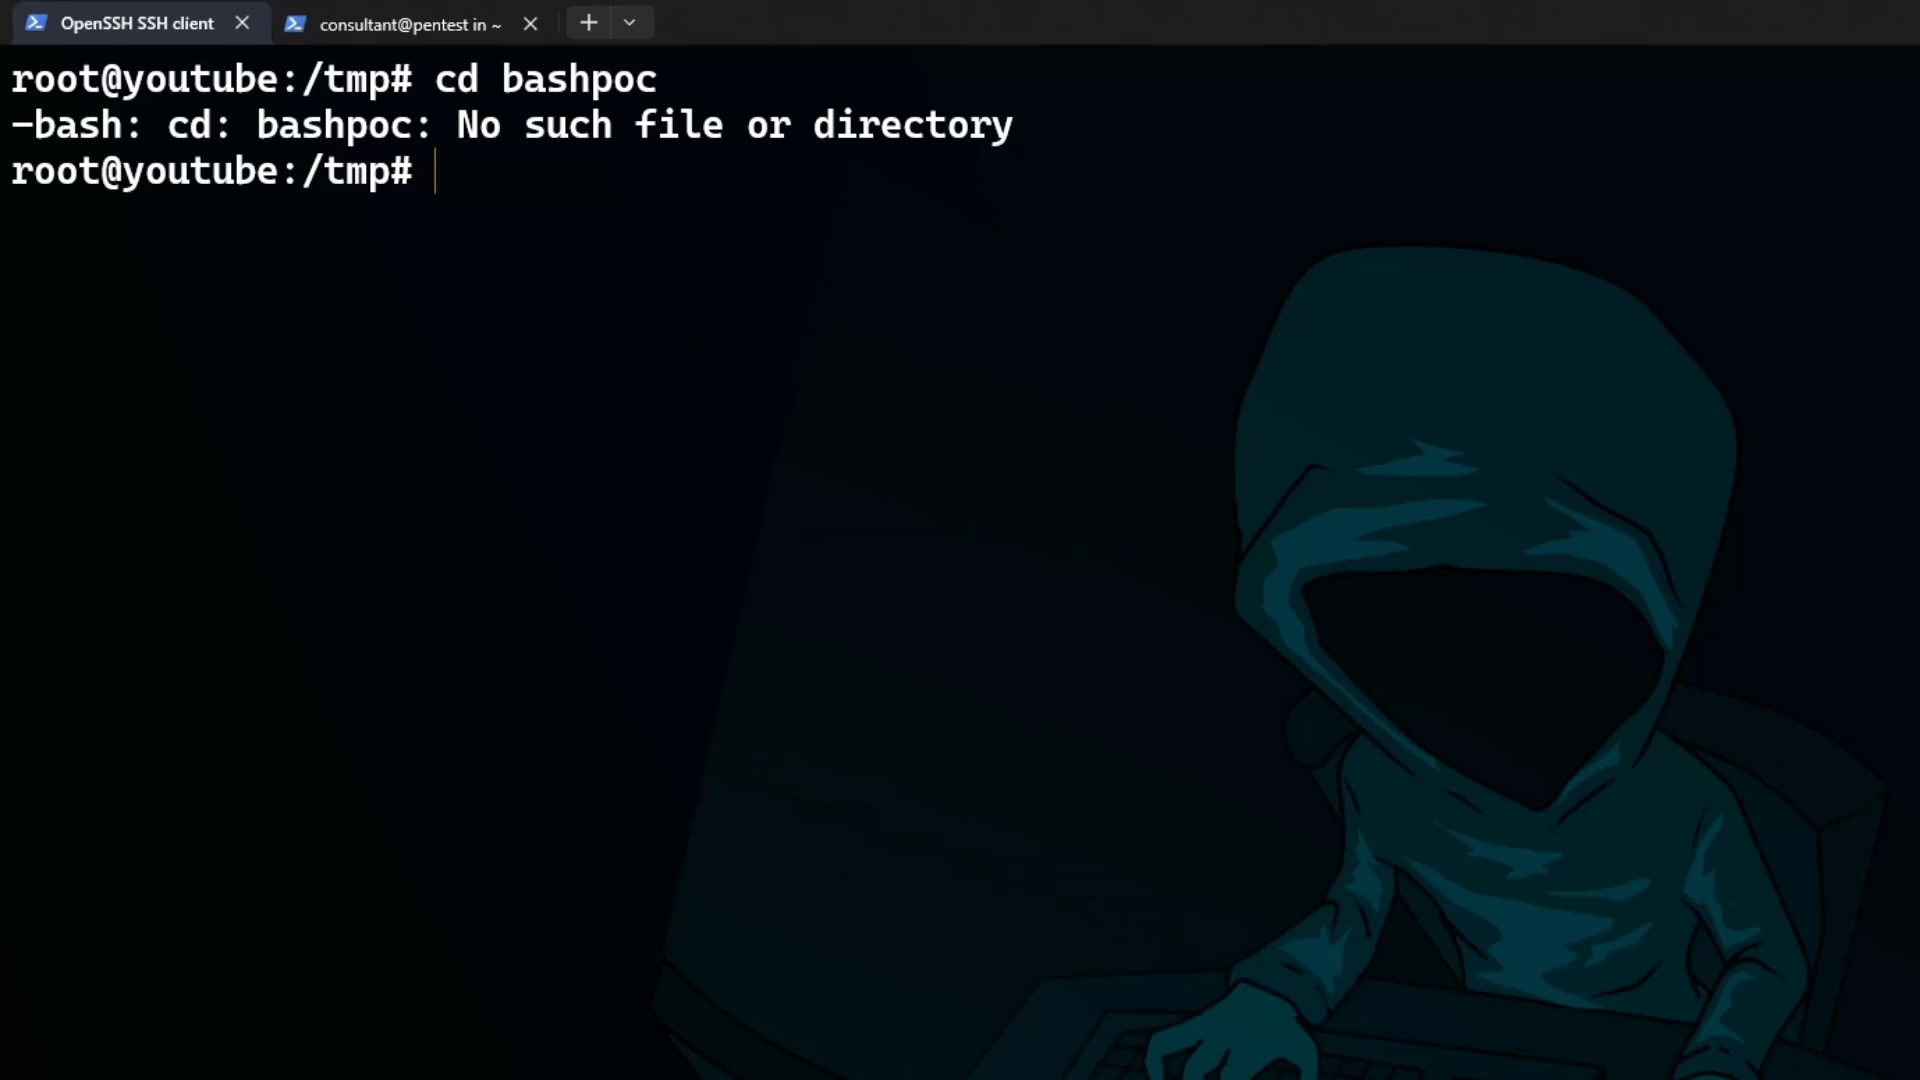 OpenSSH SSH client
consultant@pentest in ~
root@youtube:/tmp# cd bashpoc
-bash: cd: bashpoc: No such file or directory
root@youtube:/tmp#